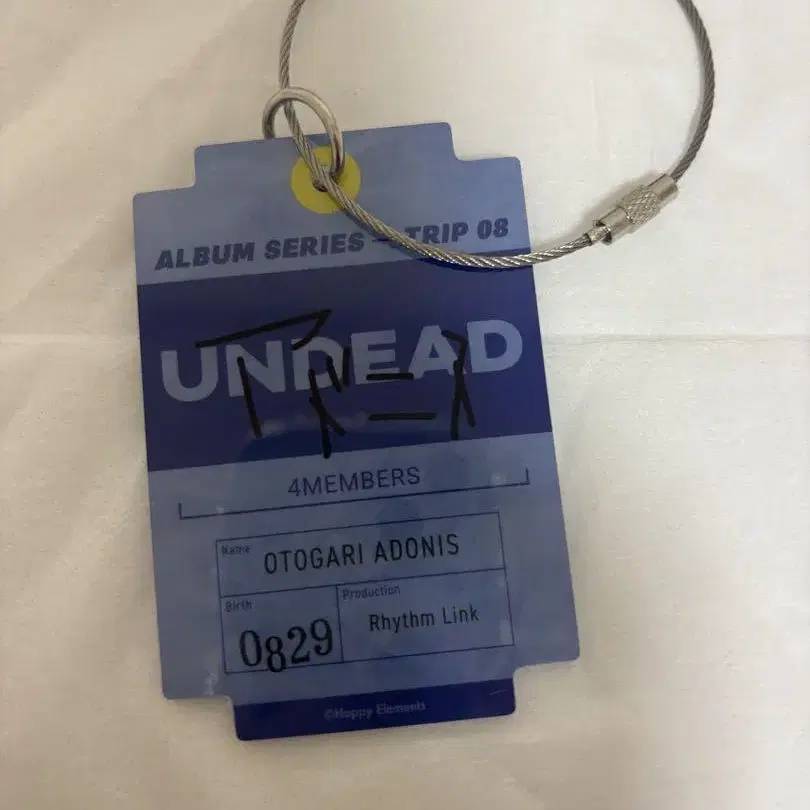 ALBUM SERIES — TRIP 08
UNDEAD
アドニス
4MEMBERS
Name
OTOGARI ADONIS
Birth
0829
Production
Rhythm Link
©Happy Elements